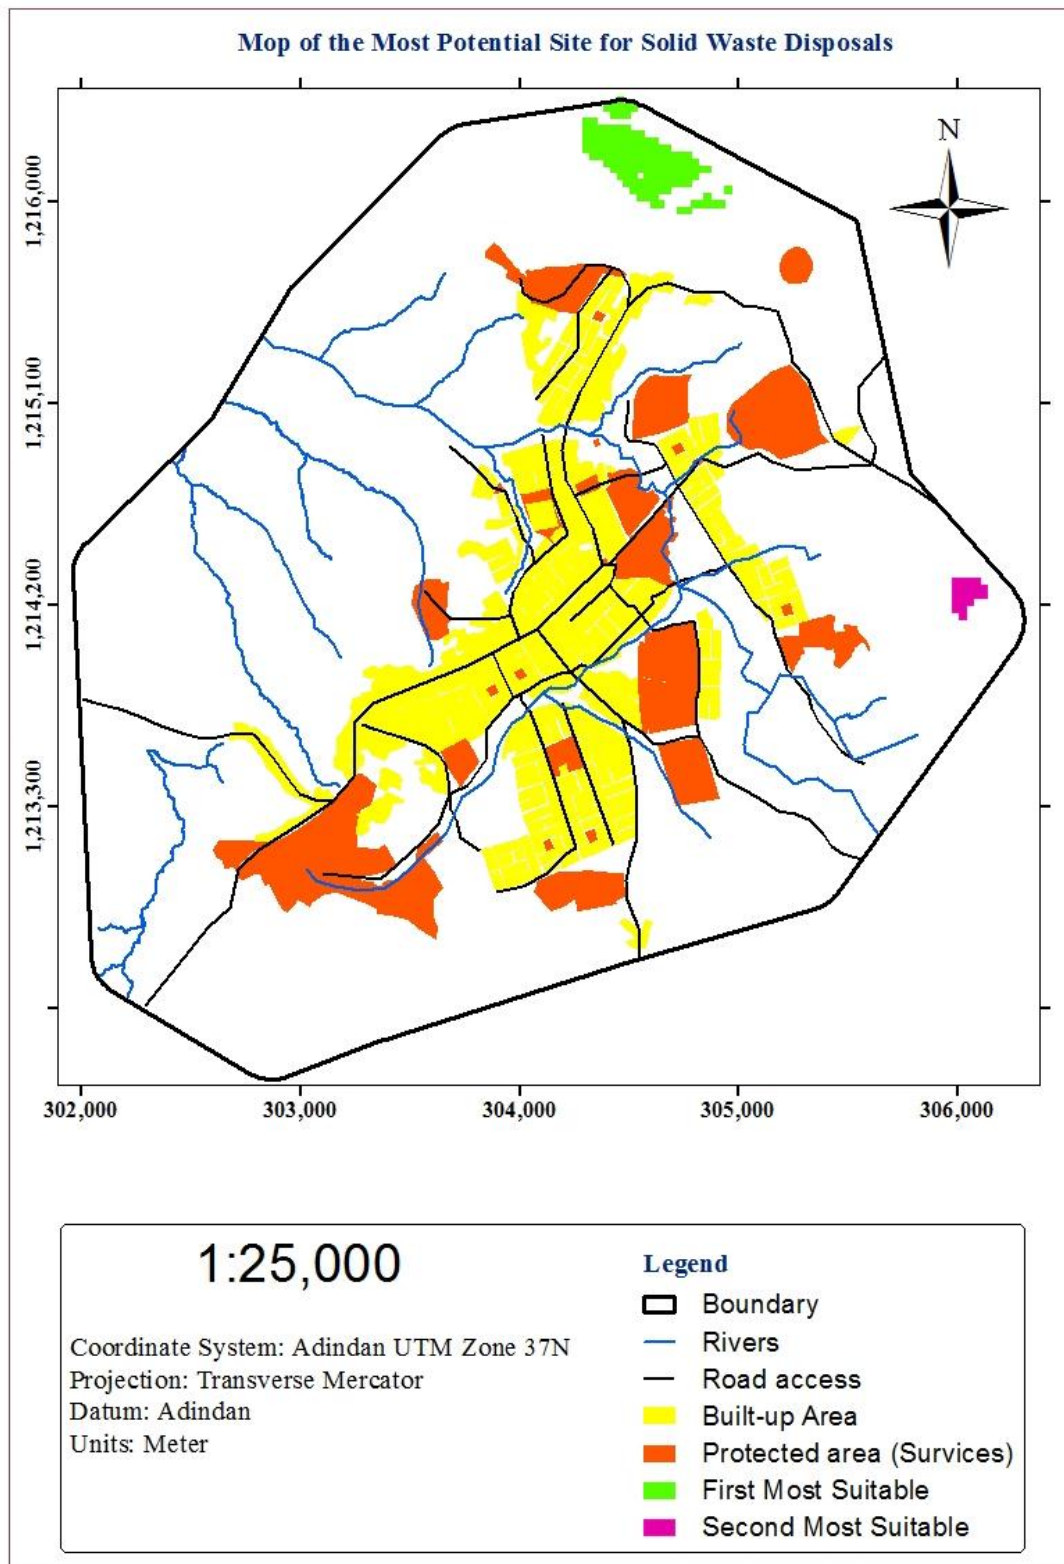 Mop of the Most Potential Site for Solid Waste Disposals
N
1,216,000
1,215,100
1,214,200
1,213,300
302,000 303,000 304,000 305,000 306,000
1:25,000
Coordinate System: Adindan UTM Zone 37N
Projection: Transverse Mercator
Datum: Adindan
Units: Meter
Legend
Boundary
Rivers
Road access
Built-up Area
Protected area (Survices)
First Most Suitable
Second Most Suitable